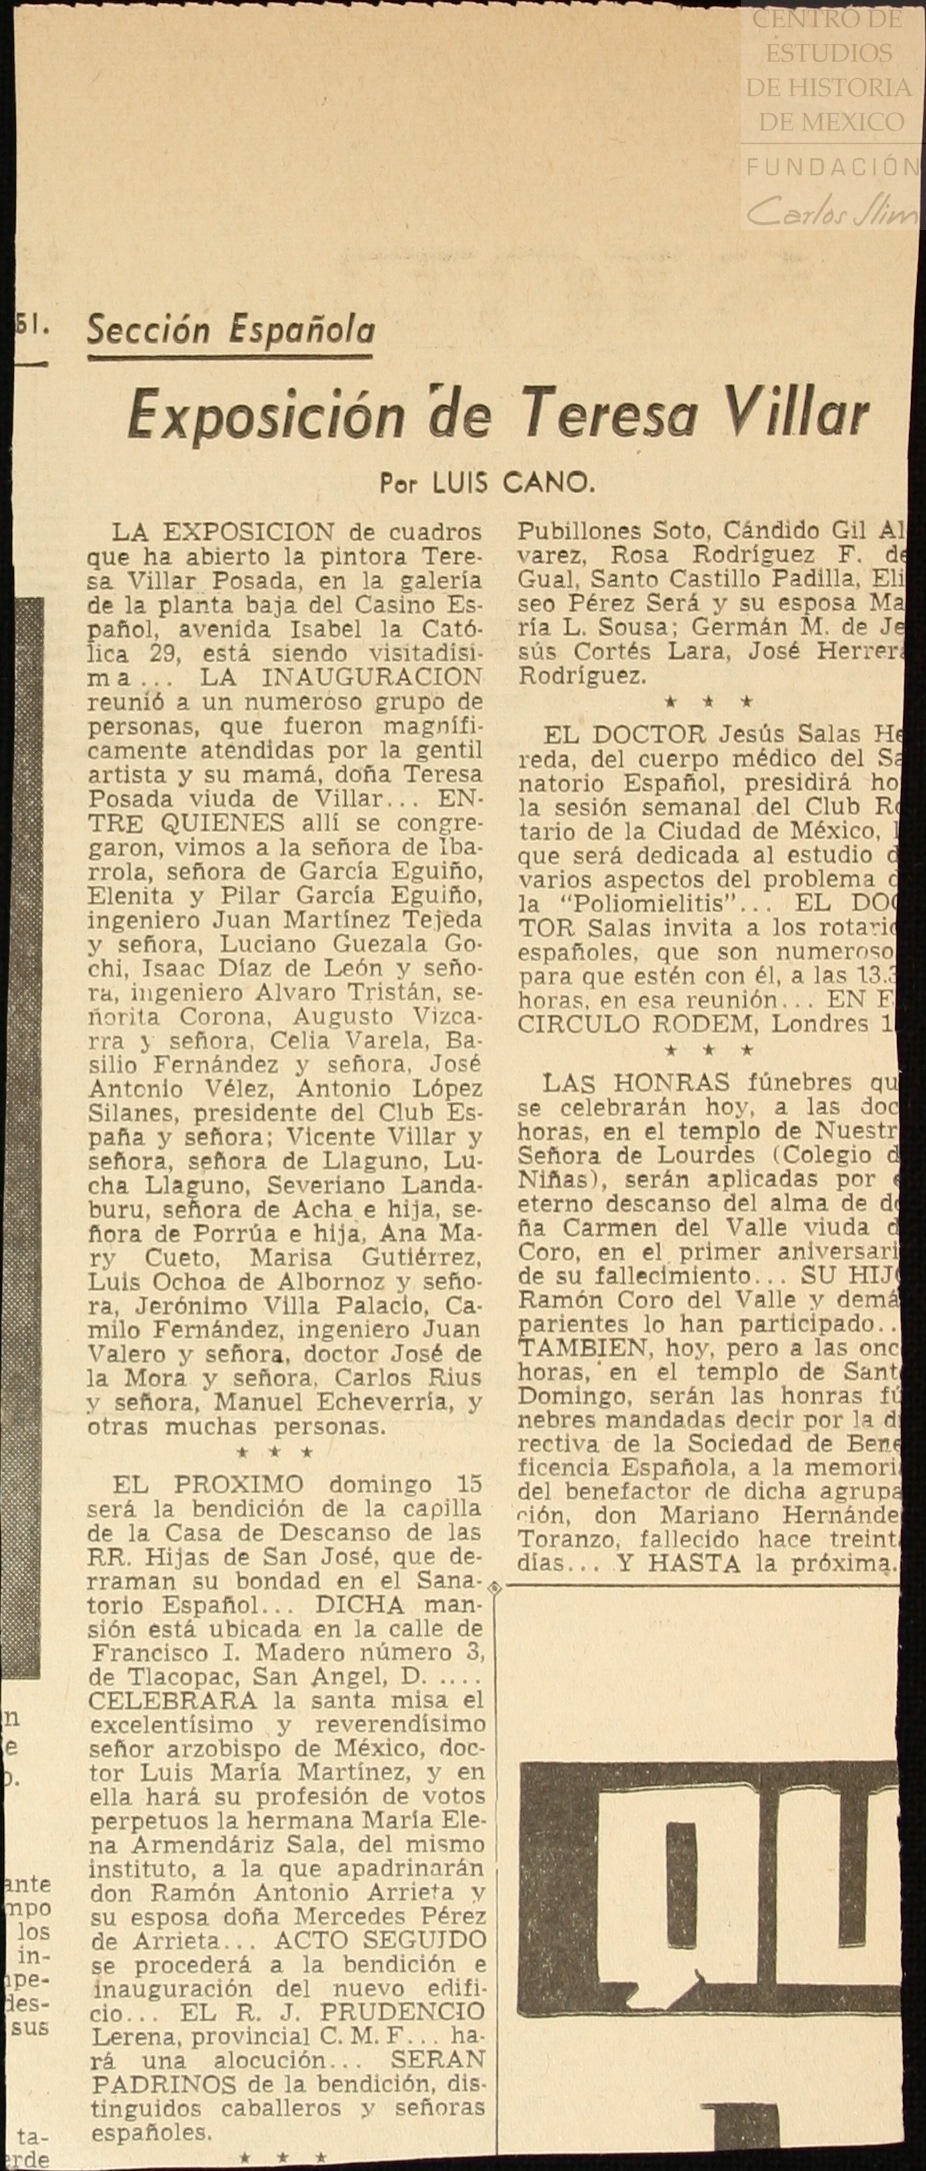 CENTRO DE
ESTUDIOS
DE HISTORIA
DE MEXICO
FUNDACIÓN
Carlos Slim
51.
Sección Española
Exposición de Teresa Villar
Por LUIS CANO.
LA EXPOSICION de cuadros
que ha abierto la pintora Tere-
sa Villar Posada, en la galería
de la planta baja del Casino Es-
pañol, avenida Isabel la Cató-
lica 29, está siendo visitadísi-
ma... LA INAUGURACION
reunió a un numeroso grupo de
personas, que fueron magnífi-
camente atendidas por la gentil
artista y su mamá, doña Teresa
Posada viuda de Villar... EN-
TRE QUIENES allí se congre-
garon, vimos a la señora de Iba-
rrola, señora de García Eguiño,
Elenita y Pilar García Eguiño,
ingeniero Juan Martínez Tejeda
y señora, Luciano Guezala Go-
chi, Isaac Díaz de León y seño-
ra, ingeniero Alvaro Tristán, se-
ñorita Corona, Augusto Vizca-
rra y señora, Celia Varela, Ba-
silio Fernández y señora, José
Antonio Vélez, Antonio López
Silanes, presidente del Club Es-
paña y señora; Vicente Villar y
señora, señora de Llaguno, Lu-
cha Llaguno, Severiano Landa-
buru, señora de Acha e hija, se-
ñora de Porrúa e hija, Ana Ma-
ry Cueto, Marisa Gutiérrez,
Luis Ochoa de Albornoz y seño-
ra, Jerónimo Villa Palacio, Ca-
milo Fernández, ingeniero Juan
Valero y señora, doctor José de
la Mora y señora, Carlos Rius
y señora, Manuel Echeverría, y
otras muchas personas.
★ ★ ★
EL PROXIMO domingo 15
será la bendición de la capilla
de la Casa de Descanso de las
RR. Hijas de San José, que de-
rraman su bondad en el Sana-
torio Español... DICHA man-
sión está ubicada en la calle de
Francisco I. Madero número 3,
de Tlacopac, San Angel, D. ....
CELEBRARA la santa misa el
excelentísimo y reverendísimo
señor arzobispo de México, doc-
tor Luis María Martínez, y en
ella hará su profesión de votos
perpetuos la hermana María Ele-
na Armendáriz Sala, del mismo
instituto, a la que apadrinarán
don Ramón Antonio Arrieta y
su esposa doña Mercedes Pérez
de Arrieta... ACTO SEGUIDO
se procederá a la bendición e
inauguración del nuevo edifi-
cio... EL R. J. PRUDENCIO
Lerena, provincial C. M. F... ha-
rá una alocución... SERAN
PADRINOS de la bendición, dis-
tinguidos caballeros y señoras
españoles.
★ ★ ★
Pubillones Soto, Cándido Gil Al
varez, Rosa Rodríguez F. de
Gual, Santo Castillo Padilla, Eli
seo Pérez Será y su esposa Ma
ría L. Sousa; Germán M. de Je
sús Cortés Lara, José Herrera
Rodríguez.
★ ★ ★
EL DOCTOR Jesús Salas He
reda, del cuerpo médico del Sa
natorio Español, presidirá ho
la sesión semanal del Club Ro
tario de la Ciudad de México, l
que será dedicada al estudio d
varios aspectos del problema d
la "Poliomielitis"... EL DOC
TOR Salas invita a los rotario
españoles, que son numeroso
para que estén con él, a las 13.3
horas, en esa reunión... EN E
CIRCULO RODEM, Londres 1
★ ★ ★
LAS HONRAS fúnebres qu
se celebrarán hoy, a las doc
horas, en el templo de Nuestr
Señora de Lourdes (Colegio d
Niñas), serán aplicadas por e
eterno descanso del alma de do
ña Carmen del Valle viuda d
Coro, en el primer aniversari
de su fallecimiento... SU HIJO
Ramón Coro del Valle y demá
parientes lo han participado..
TAMBIEN, hoy, pero a las onc
horas, en el templo de Sant
Domingo, serán las honras fú
nebres mandadas decir por la di
rectiva de la Sociedad de Bene
ficencia Española, a la memori
del benefactor de dicha agrupa
ción, don Mariano Hernánde
Toranzo, fallecido hace treint
días... Y HASTA la próxima.
QU
n
e
o.
ante
mpo
los
in-
upe-
des-
sus
ta-
erde